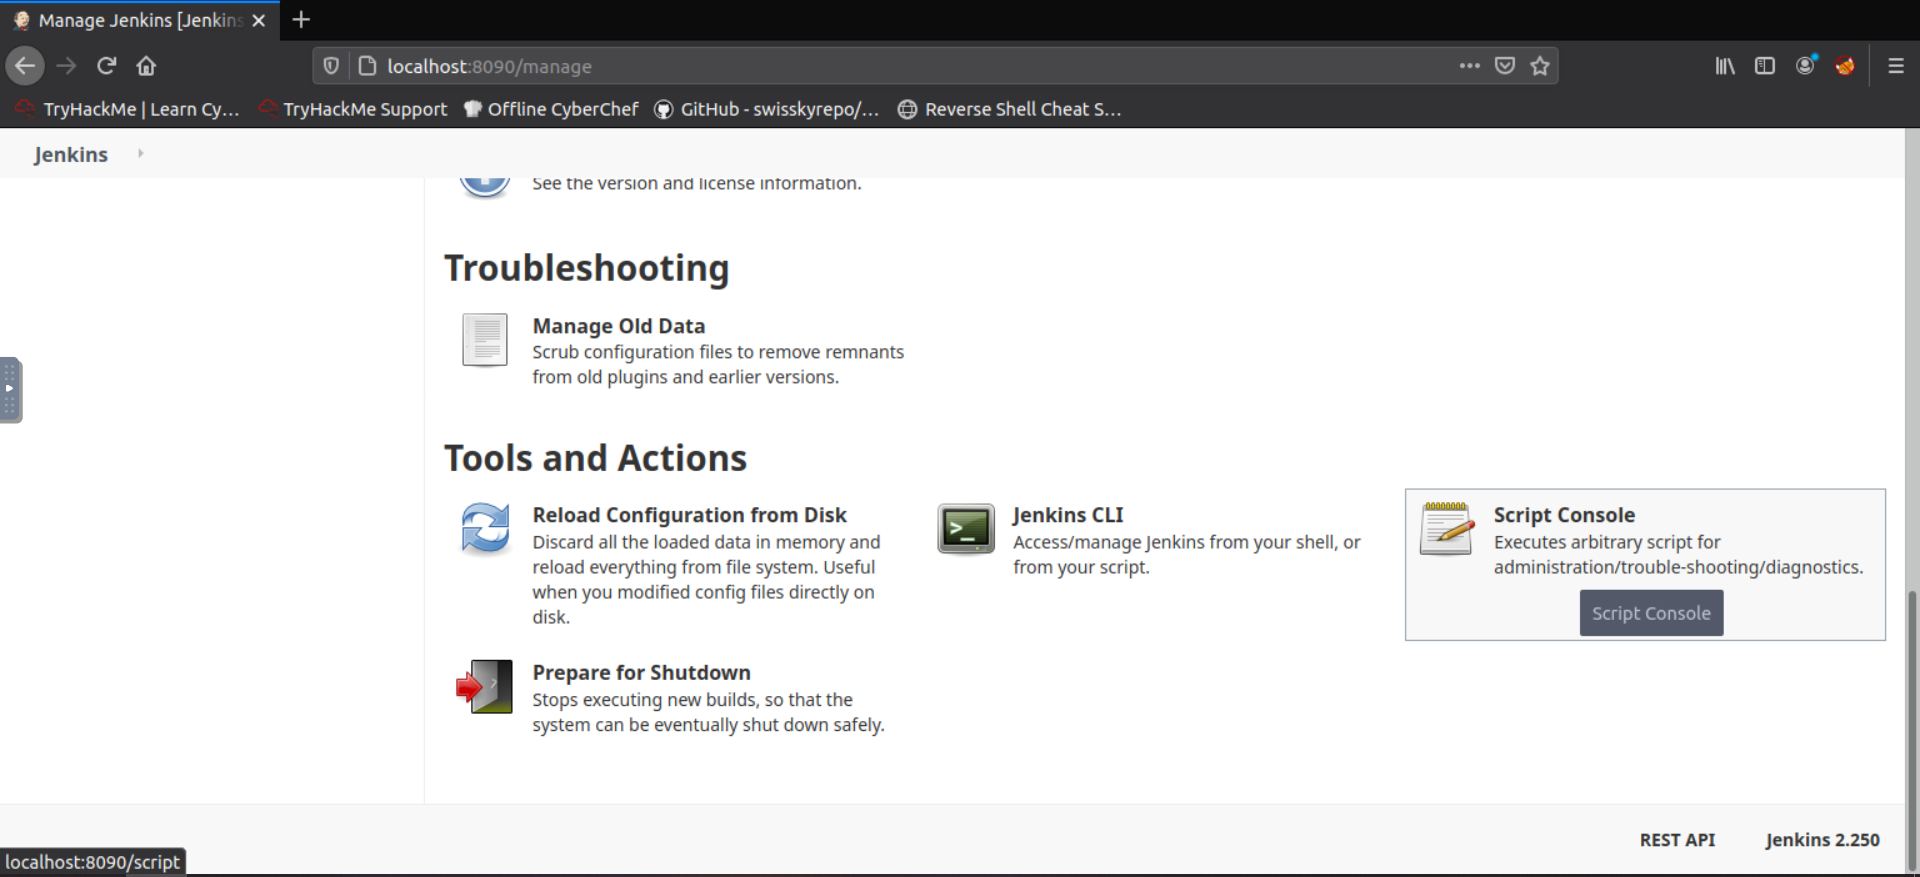 Manage Jenkins [Jenkins
localhost:8090/manage
TryHackMe | Learn Cy... TryHackMe Support Offline CyberChef GitHub - swisskyrepo/... Reverse Shell Cheat S...
Jenkins
See the version and license information.
Troubleshooting
Manage Old Data
Scrub configuration files to remove remnants
from old plugins and earlier versions.
Tools and Actions
Reload Configuration from Disk
Discard all the loaded data in memory and
reload everything from file system. Useful
when you modified config files directly on
disk.
Jenkins CLI
Access/manage Jenkins from your shell, or
from your script.
Script Console
Executes arbitrary script for
administration/trouble-shooting/diagnostics.
Script Console
Prepare for Shutdown
Stops executing new builds, so that the
system can be eventually shut down safely.
REST API Jenkins 2.250
localhost:8090/script